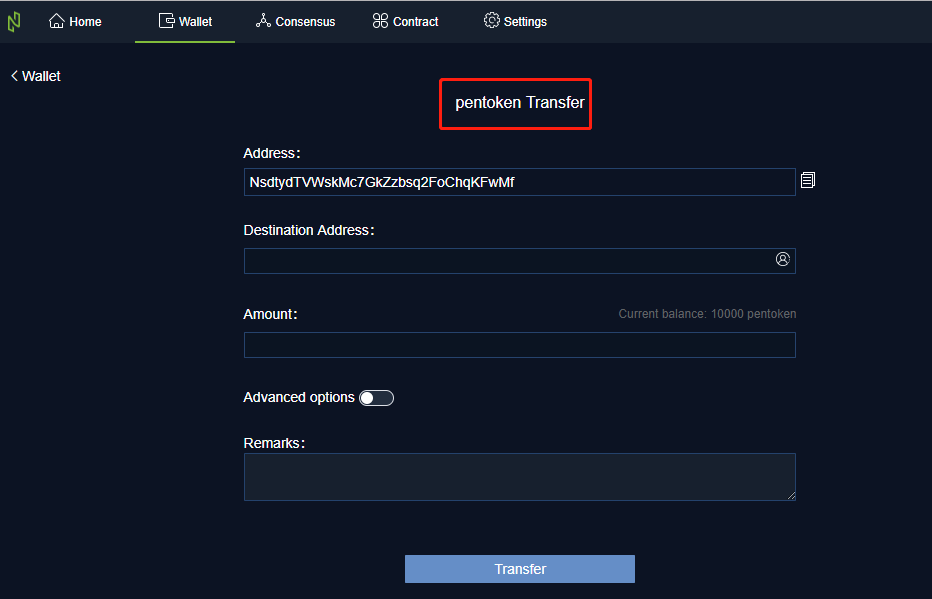 Home Wallet Consensus Contract Settings
Wallet
pentoken Transfer
Address:
NsdtydTVWskMc7GkZzbsq2FoChqKFwMf
Destination Address:
Amount: Current balance: 10000 pentoken
Advanced options
Remarks:
Transfer